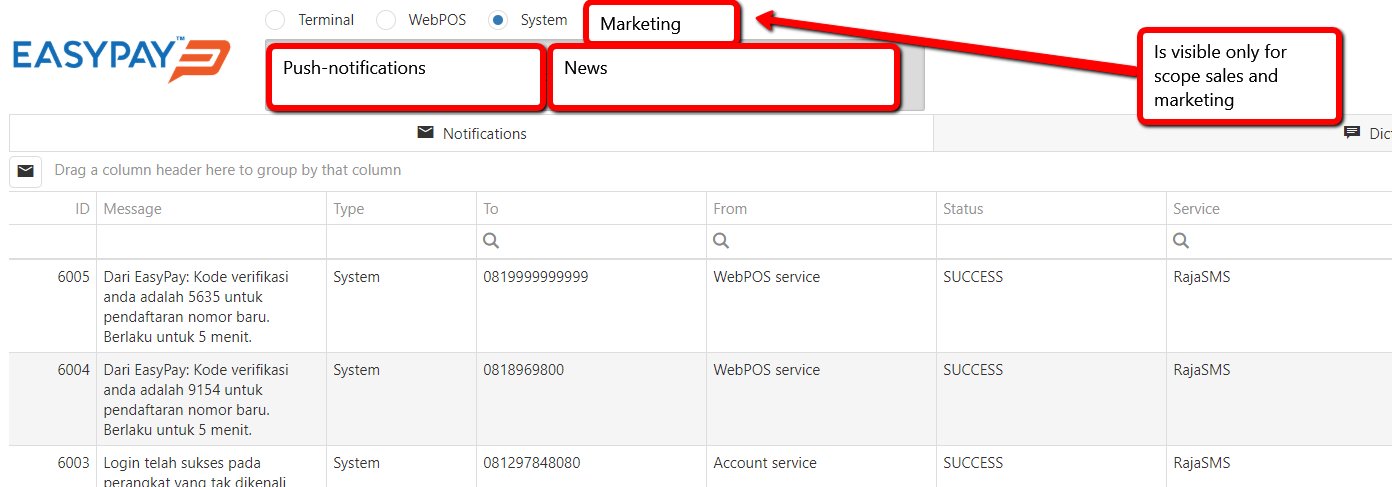 Terminal WebPOS System Marketing
EASYPAY™
Push-notifications News
Is visible only for
scope sales and
marketing
Notifications Dic
Drag a column header here to group by that column
ID Message Type To From Status Service
6005 Dari EasyPay: Kode verifikasi System 0819999999999 WebPOS service SUCCESS RajaSMS
anda adalah 5635 untuk
pendaftaran nomor baru.
Berlaku untuk 5 menit.
6004 Dari EasyPay: Kode verifikasi System 0818969800 WebPOS service SUCCESS RajaSMS
anda adalah 9154 untuk
pendaftaran nomor baru.
Berlaku untuk 5 menit.
6003 Login telah sukses pada System 081297848080 Account service SUCCESS RajaSMS
perangkat yang tak dikenali